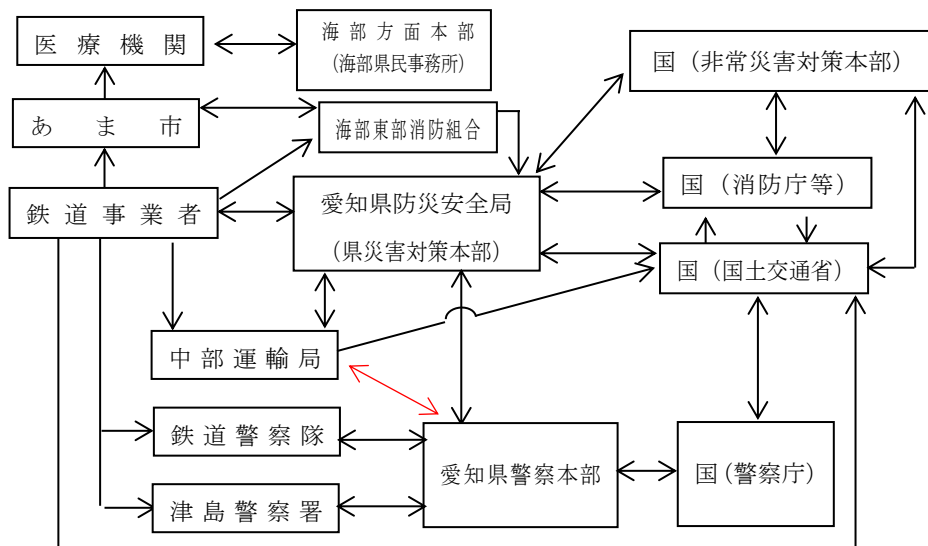 医療機関
海部方面本部
(海部県民事務所)
国(非常災害対策本部)
あま市
海部東部消防組合
国(消防庁等)
鉄道事業者
愛知県防災安全局
(県災害対策本部)
国(国土交通省)
中部運輸局
鉄道警察隊
愛知県警察本部
国(警察庁)
津島警察署